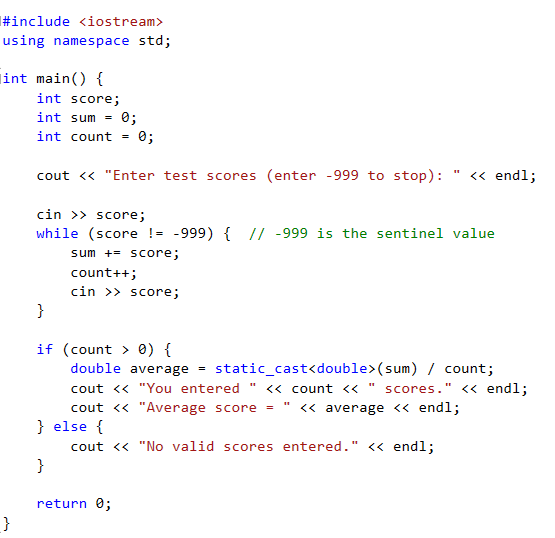 #include <iostream>
using namespace std;
int main() {
    int score;
    int sum = 0;
    int count = 0;
    cout << "Enter test scores (enter -999 to stop): " << endl;
    cin >> score;
    while (score != -999) {  // -999 is the sentinel value
        sum += score;
        count++;
        cin >> score;
    }
    if (count > 0) {
        double average = static_cast<double>(sum) / count;
        cout << "You entered " << count << " scores." << endl;
        cout << "Average score = " << average << endl;
    } else {
        cout << "No valid scores entered." << endl;
    }
    return 0;
}